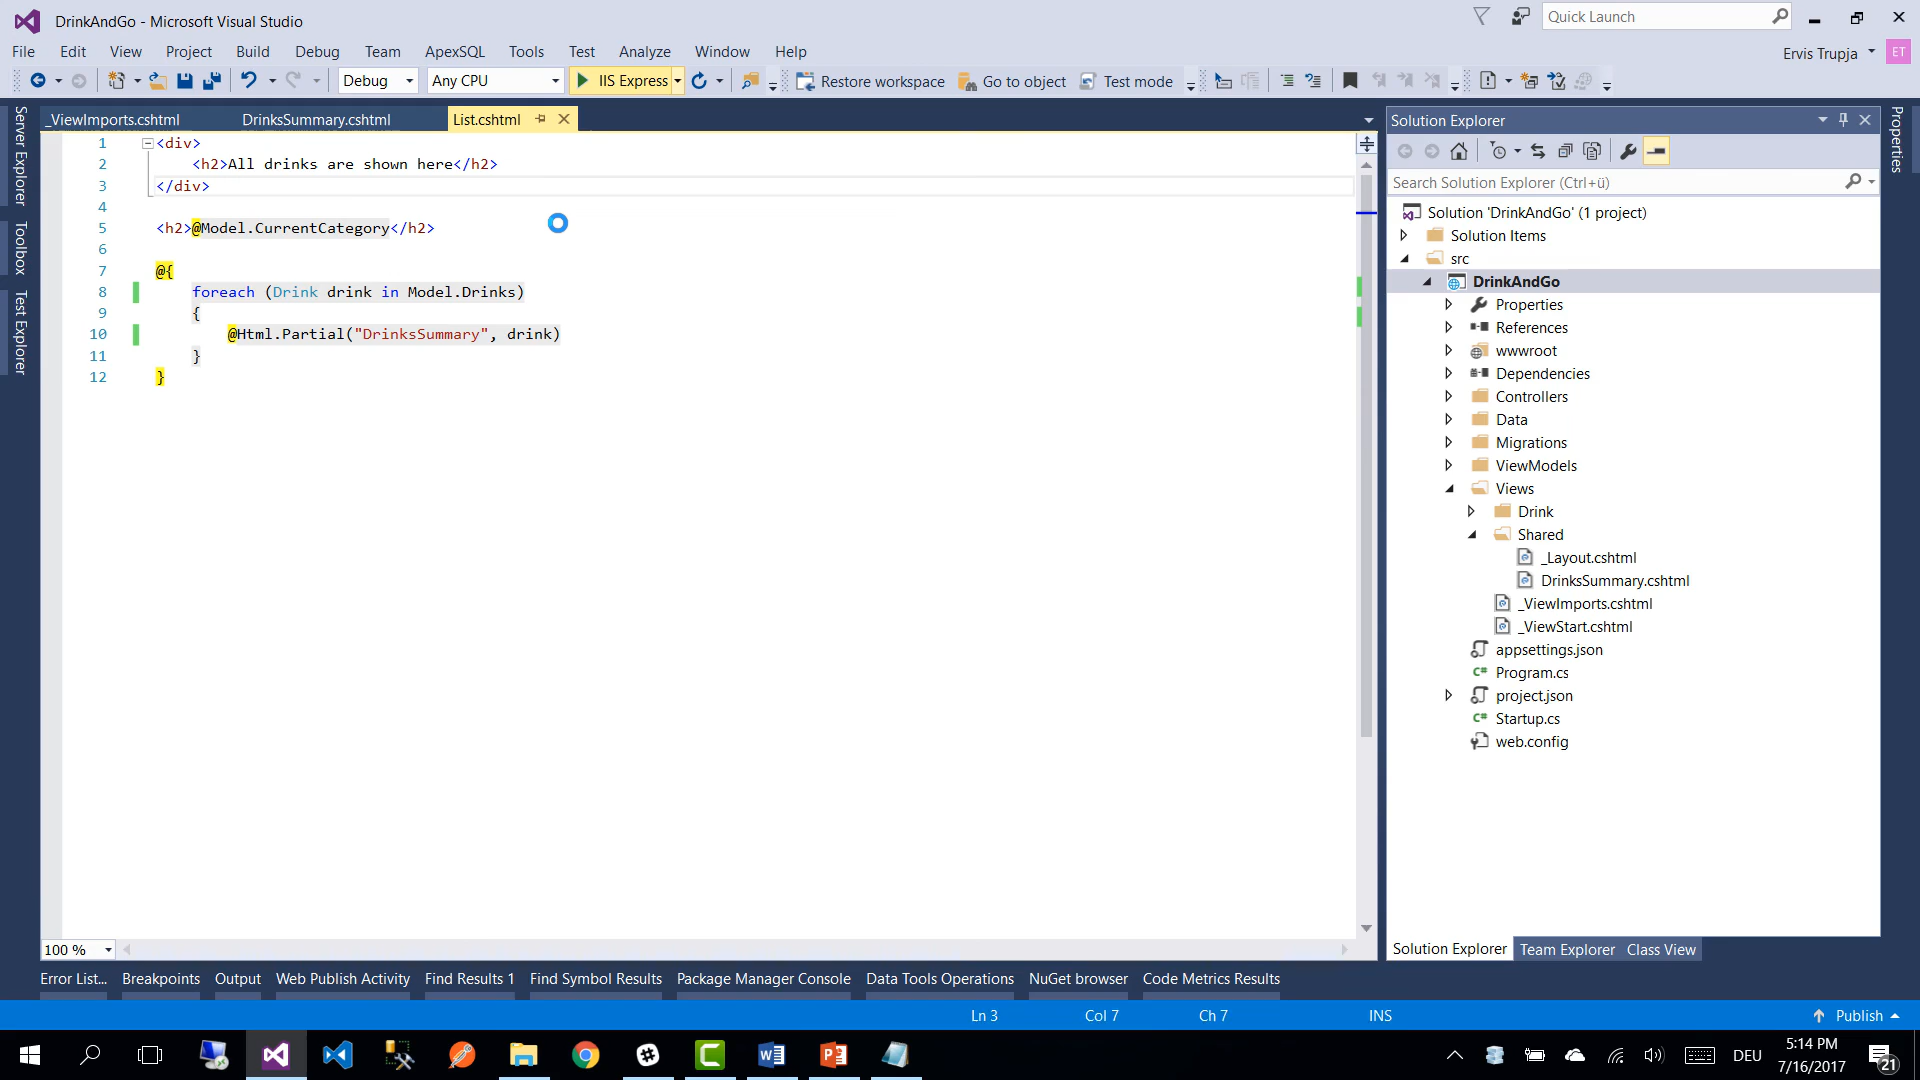 DrinkAndGo - Microsoft Visual Studio
Quick Launch
File Edit View Project Build Debug Team ApexSQL Tools Test Analyze Window Help
Ervis Trupja ET
Debug Any CPU IIS Express Restore workspace Go to object Test mode
Server Explorer
Toolbox
Test Explorer
_ViewImports.cshtml DrinksSummary.cshtml List.cshtml
1 <div>
2 <h2>All drinks are shown here</h2>
3 </div>
4
5 <h2>@Model.CurrentCategory</h2>
6
7 @{
8 foreach (Drink drink in Model.Drinks)
9 {
10 @Html.Partial("DrinksSummary", drink)
11 }
12 }
100 %
Solution Explorer
Search Solution Explorer (Ctrl+ü)
Solution 'DrinkAndGo' (1 project)
Solution Items
src
DrinkAndGo
Properties
References
wwwroot
Dependencies
Controllers
Data
Migrations
ViewModels
Views
Drink
Shared
_Layout.cshtml
DrinksSummary.cshtml
_ViewImports.cshtml
_ViewStart.cshtml
appsettings.json
Program.cs
project.json
Startup.cs
web.config
Solution Explorer Team Explorer Class View
Properties
Error List... Breakpoints Output Web Publish Activity Find Results 1 Find Symbol Results Package Manager Console Data Tools Operations NuGet browser Code Metrics Results
Ln 3 Col 7 Ch 7 INS Publish
DEU
5:14 PM
7/16/2017
21